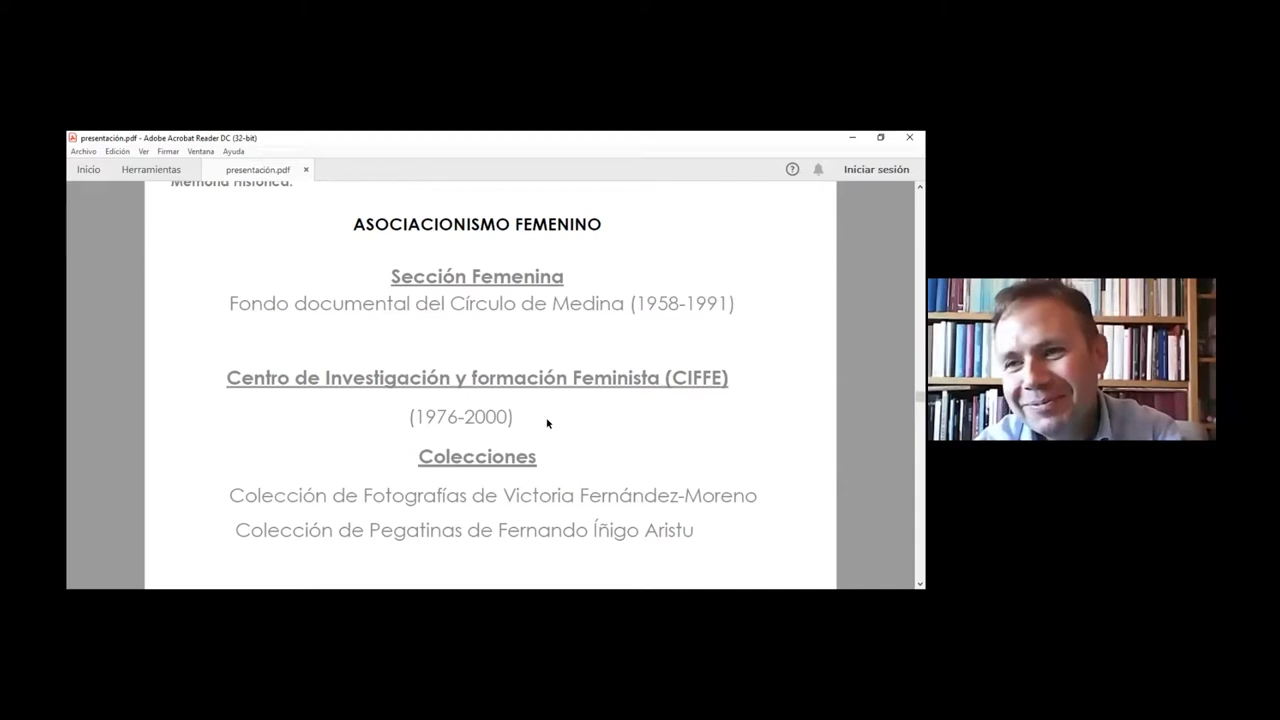 presentación.pdf - Adobe Acrobat Reader DC (32-bit)
Archivo Edición Ver Firmar Ventana Ayuda
Inicio Herramientas presentación.pdf × ? Iniciar sesión
Memoria Histórica.
ASOCIACIONISMO FEMENINO
Sección Femenina
Fondo documental del Círculo de Medina (1958-1991)
Centro de Investigación y formación Feminista (CIFFE)
(1976-2000)
Colecciones
Colección de Fotografías de Victoria Fernández-Moreno
Colección de Pegatinas de Fernando Íñigo Aristu